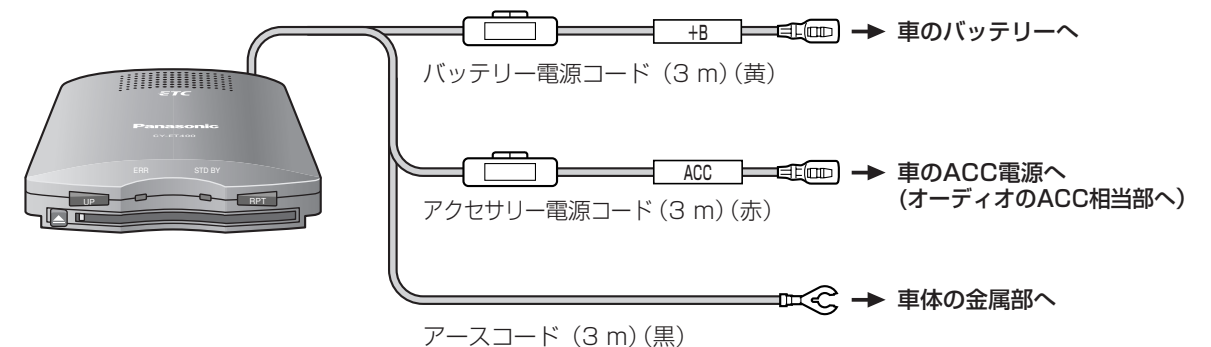 +B
車のバッテリーへ
バッテリー電源コード（3 m）（黄）
ETC
Panasonic
CY-ET400
ERR STD BY
UP
RPT
ACC
車のACC電源へ
(オーディオのACC相当部へ)
アクセサリー電源コード（3 m）（赤）
車体の金属部へ
アースコード（3 m）（黒）